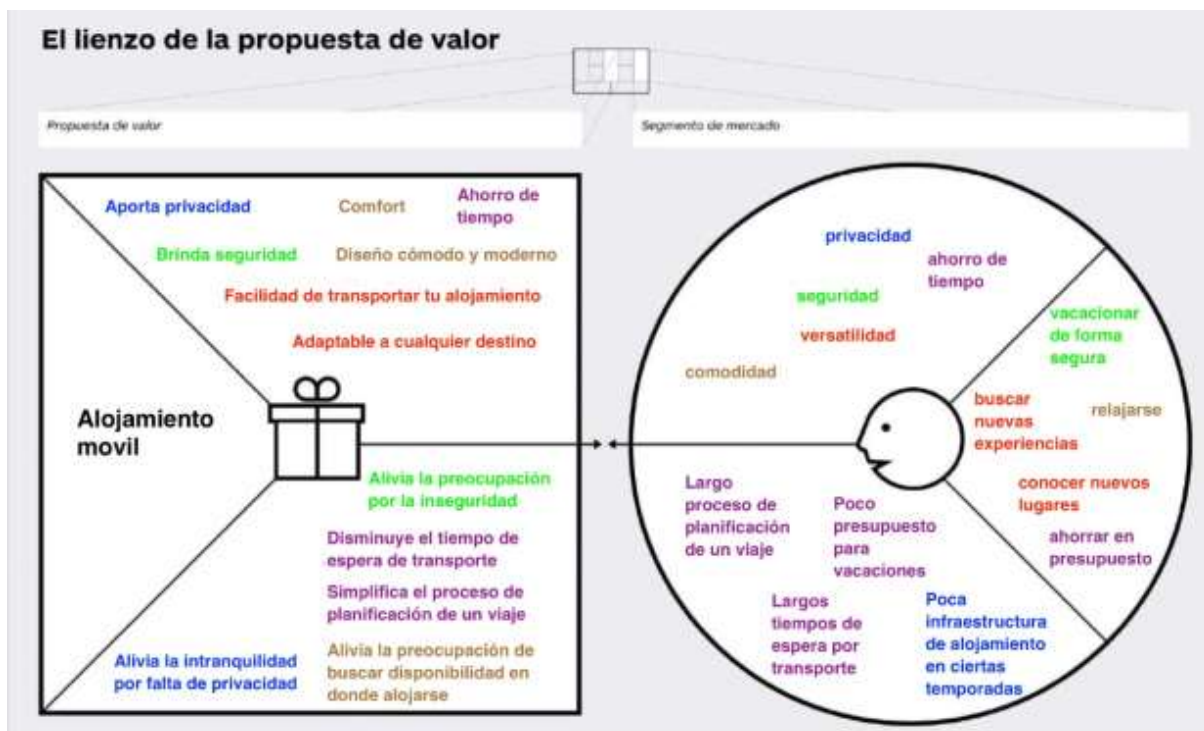 El lienzo de la propuesta de valor
Propuesta de valor
Segmento de mercado
Aporta privacidad
Comfort
Ahorro de
tiempo
Brinda seguridad
Diseño cómodo y moderno
Facilidad de transportar tu alojamiento
Adaptable a cualquier destino
Alojamiento
movil
Alivia la preocupación
por la inseguridad
Disminuye el tiempo de
espera de transporte
Simplifica el proceso de
planificación de un viaje
Alivia la intranquilidad
por falta de privacidad
Alivia la preocupación de
buscar disponibilidad en
donde alojarse
privacidad
ahorro de
tiempo
seguridad
versatilidad
comodidad
vacacionar
de forma
segura
buscar
nuevas
experiencias
relajarse
conocer nuevos
lugares
ahorrar en
presupuesto
Largo
proceso de
planificación
de un viaje
Poco
presupuesto
para
vacaciones
Largos
tiempos de
espera por
transporte
Poca
infraestructura
de alojamiento
en ciertas
temporadas